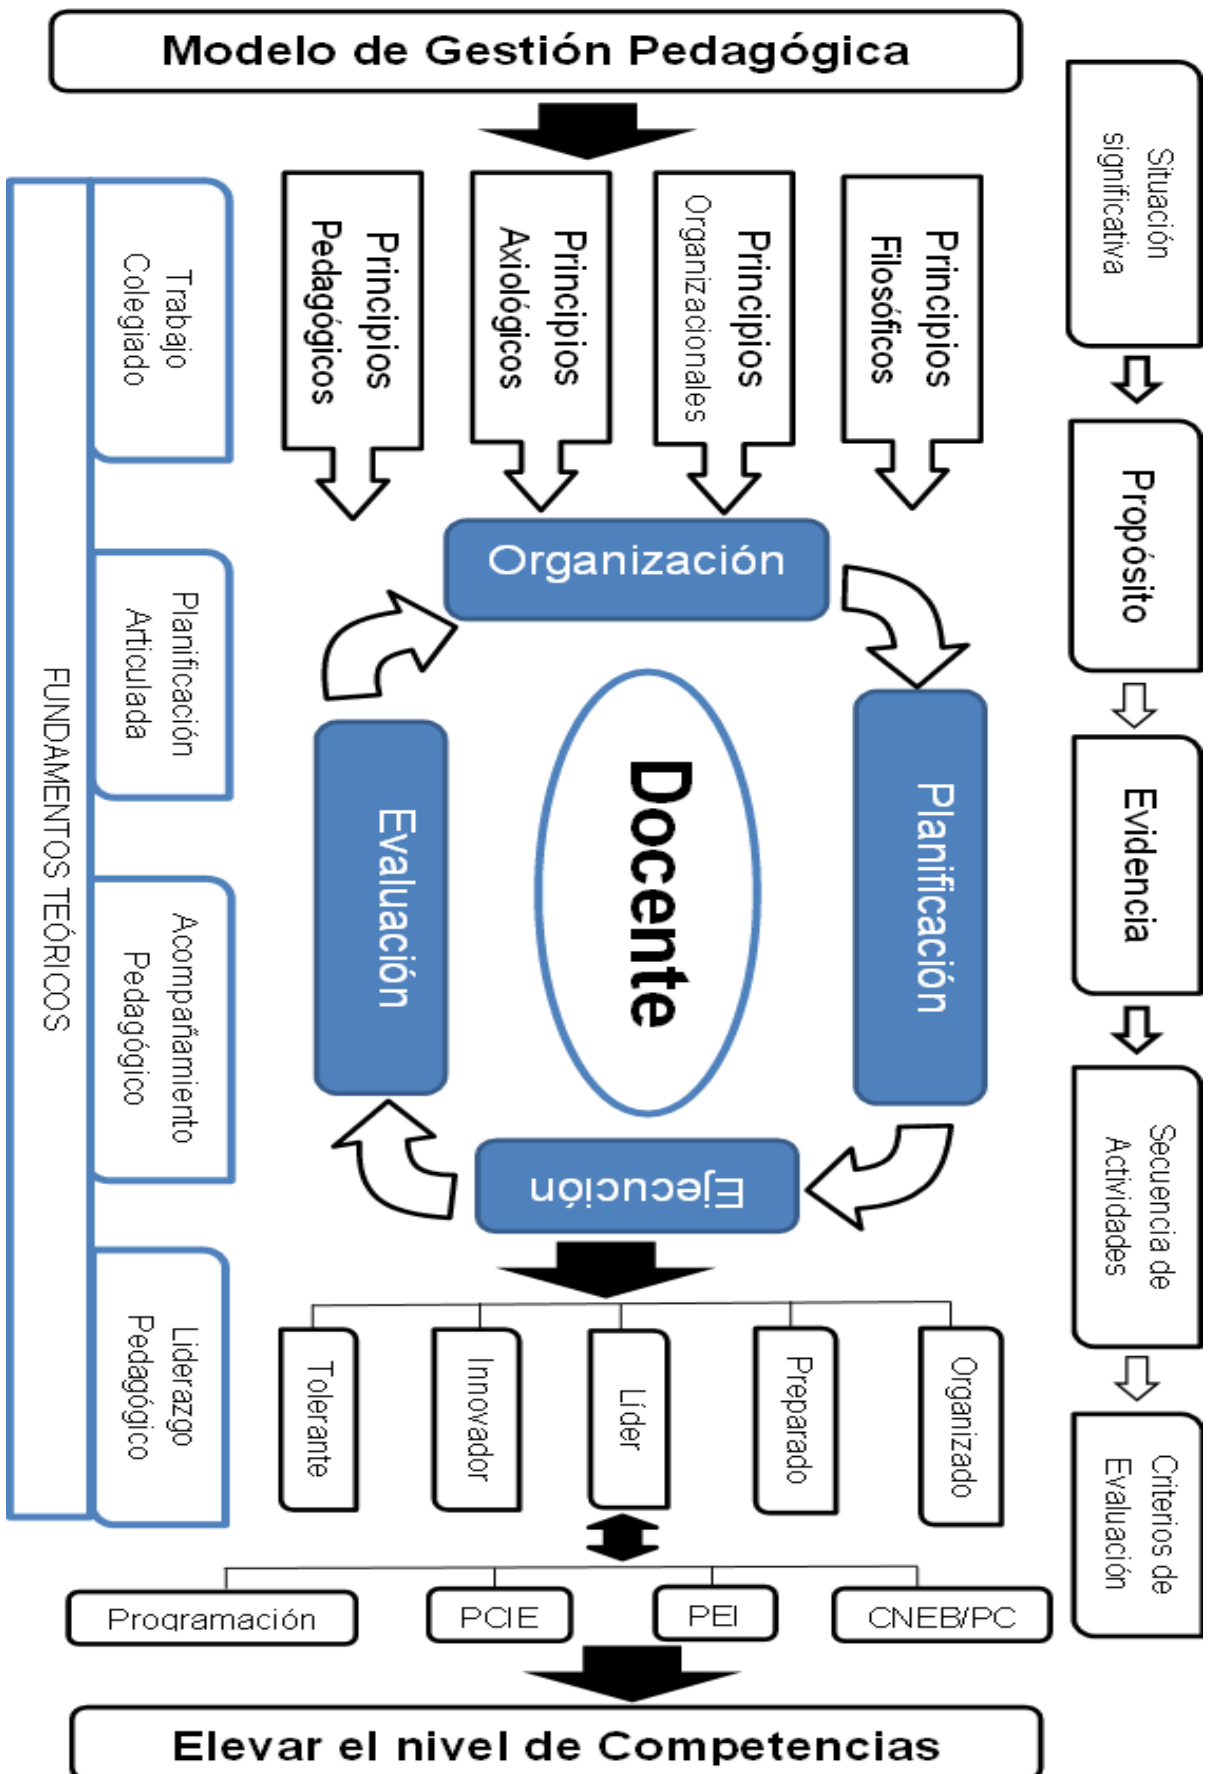 Modelo de Gestión Pedagógica
Principios
Pedagógicos
Principios
Axiológicos
Principios
Organizacionales
Principios
Filosóficos
Situación
significativa
Propósito
Evidencia
Secuencia de
Actividades
Criterios de
Evaluación
FUNDAMENTOS TEÓRICOS
Trabajo
Colegiado
Planificación
Articulada
Acompañamiento
Pedagógico
Liderazgo
Pedagógico
Organización
Planificación
Ejecución
Evaluación
Docente
Tolerante
Innovador
Líder
Preparado
Organizado
Programación
PCIE
PEI
CNEB/PC
Elevar el nivel de Competencias